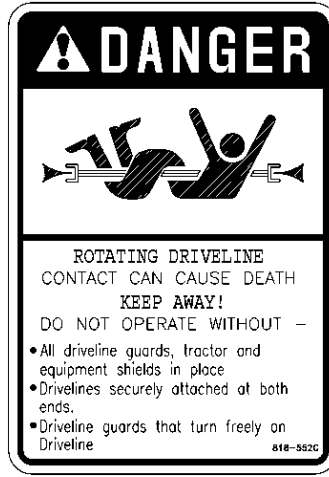 DANGER
ROTATING DRIVELINE
CONTACT CAN CAUSE DEATH
KEEP AWAY!
DO NOT OPERATE WITHOUT –
• All driveline guards, tractor and
equipment shields in place
• Drivelines securely attached at both
ends.
• Driveline guards that turn freely on
Driveline
818-552C